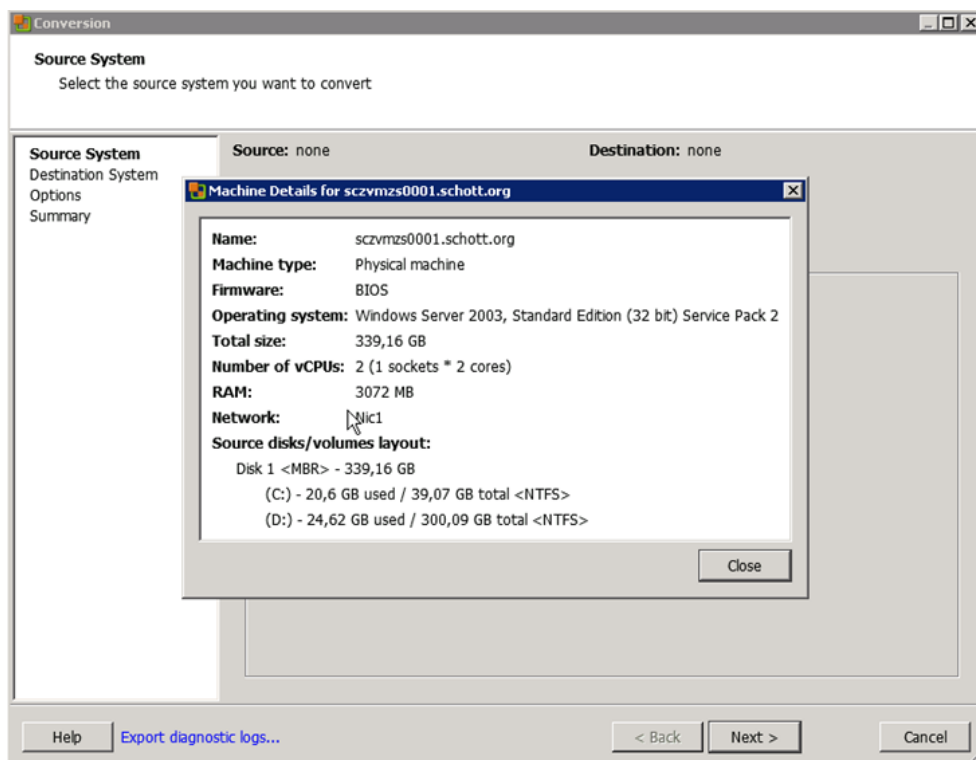 Conversion
Source System
Select the source system you want to convert
Source System
Destination System
Options
Summary
Source: none
Destination: none
Machine Details for sczvmzs0001.schott.org
Name: sczvmzs0001.schott.org
Machine type: Physical machine
Firmware: BIOS
Operating system: Windows Server 2003, Standard Edition (32 bit) Service Pack 2
Total size: 339,16 GB
Number of vCPUs: 2 (1 sockets * 2 cores)
RAM: 3072 MB
Network: Nic1
Source disks/volumes layout:
Disk 1 <MBR> - 339,16 GB
(C:) - 20,6 GB used / 39,07 GB total <NTFS>
(D:) - 24,62 GB used / 300,09 GB total <NTFS>
Close
Help
Export diagnostic logs...
< Back
Next >
Cancel